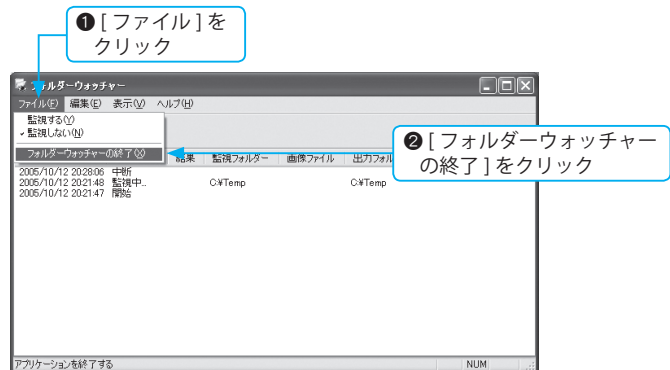 ❶[ファイル]を
クリック
フォルダーウォッチャー
ファイル(F) 編集(E) 表示(V) ヘルプ(H)
監視する(Y)
✓監視しない(N)
フォルダーウォッチャーの終了(X)
❷[フォルダーウォッチャー
の終了]をクリック
結果 監視フォルダー 画像ファイル 出力フォル
2005/10/12 20:28:06 中断
2005/10/12 20:21:48 監視中... C:¥Temp C:¥Temp
2005/10/12 20:21:47 開始
アプリケーションを終了する NUM